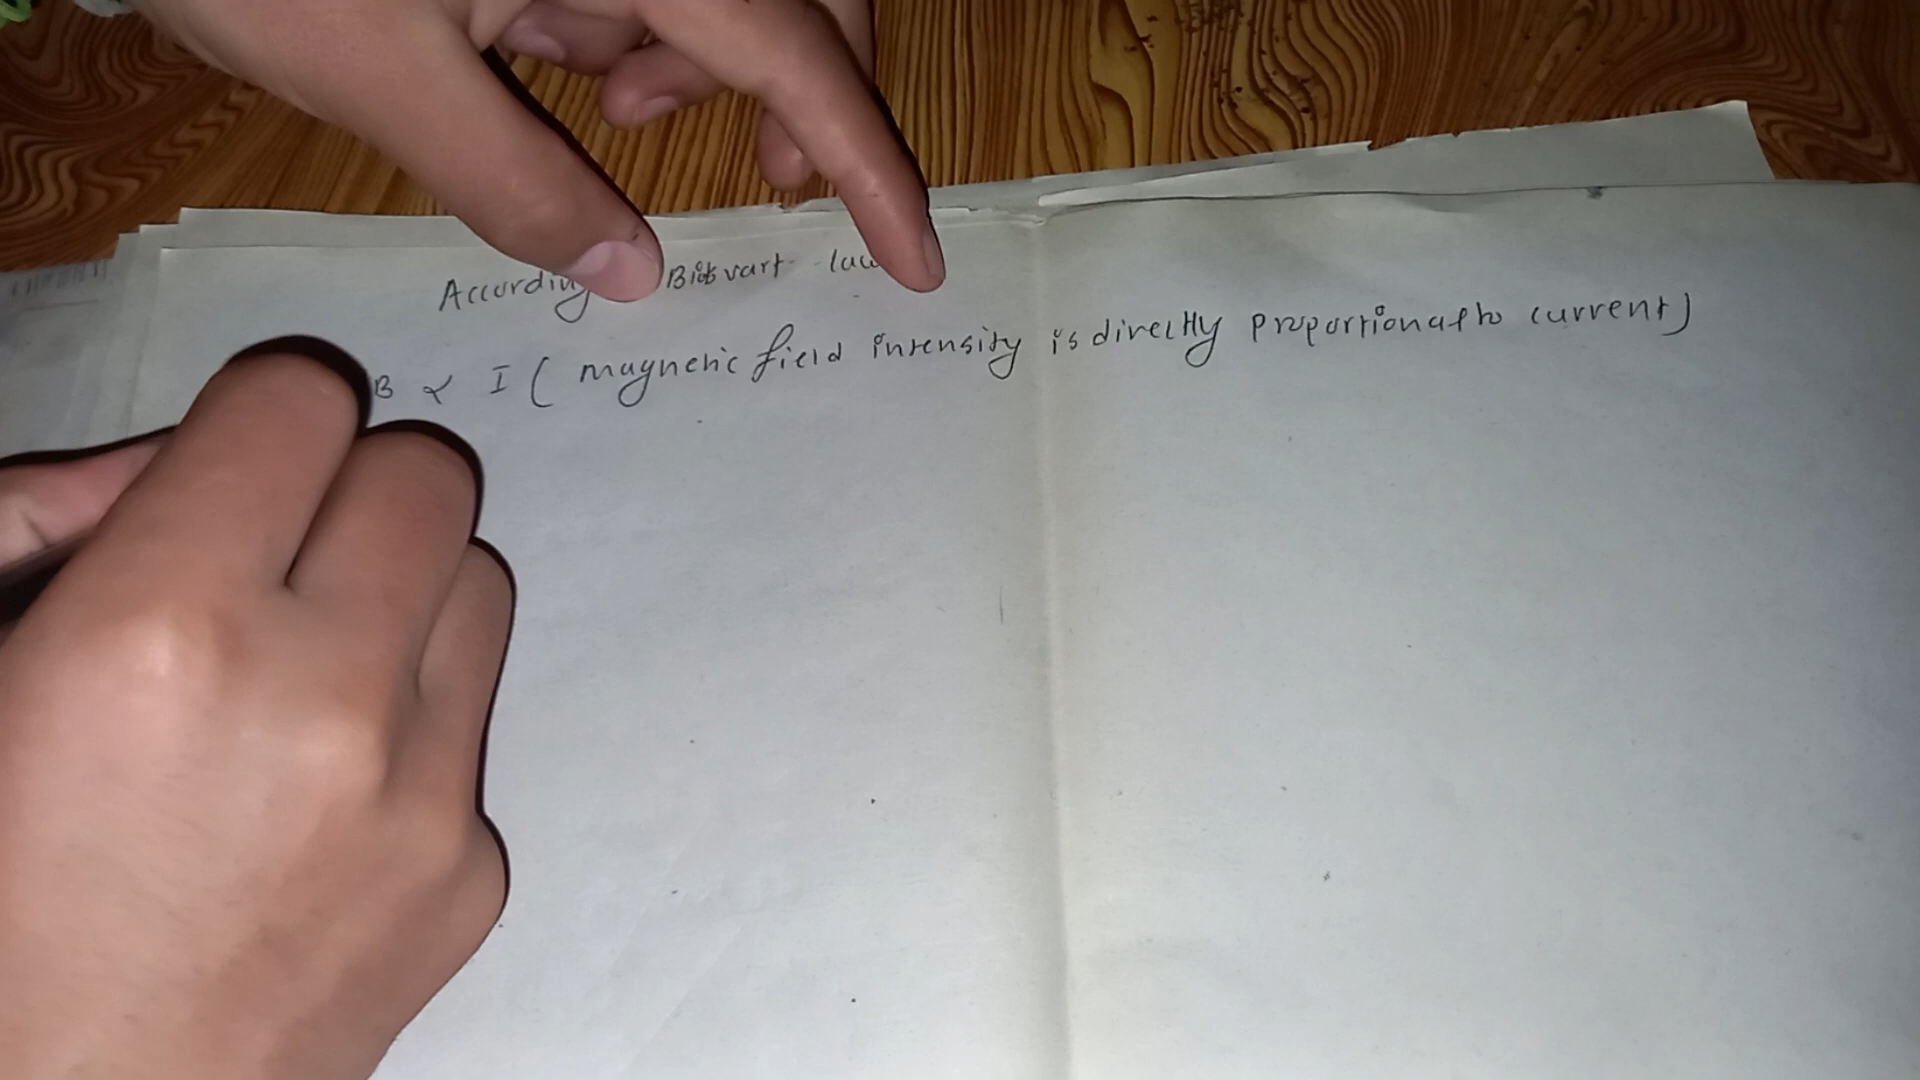 According Biot vart law
B ∝ I ( magnetic field intensity is directly proportional to current)